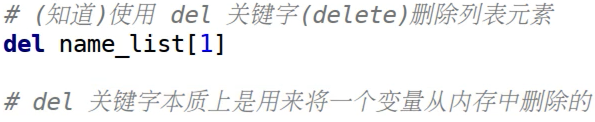 # (知道)使用 del 关键字(delete)删除列表元素
del name_list[1]
# del 关键字本质上是用来将一个变量从内存中删除的